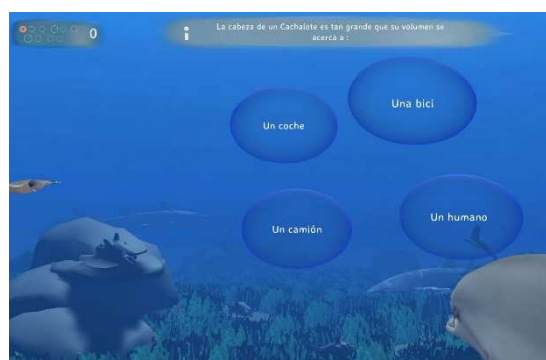 0
La cabeza de un Cachalote es tan grande que su volumen se
acerca a :
Una bici
Un coche
Un humano
Un camión